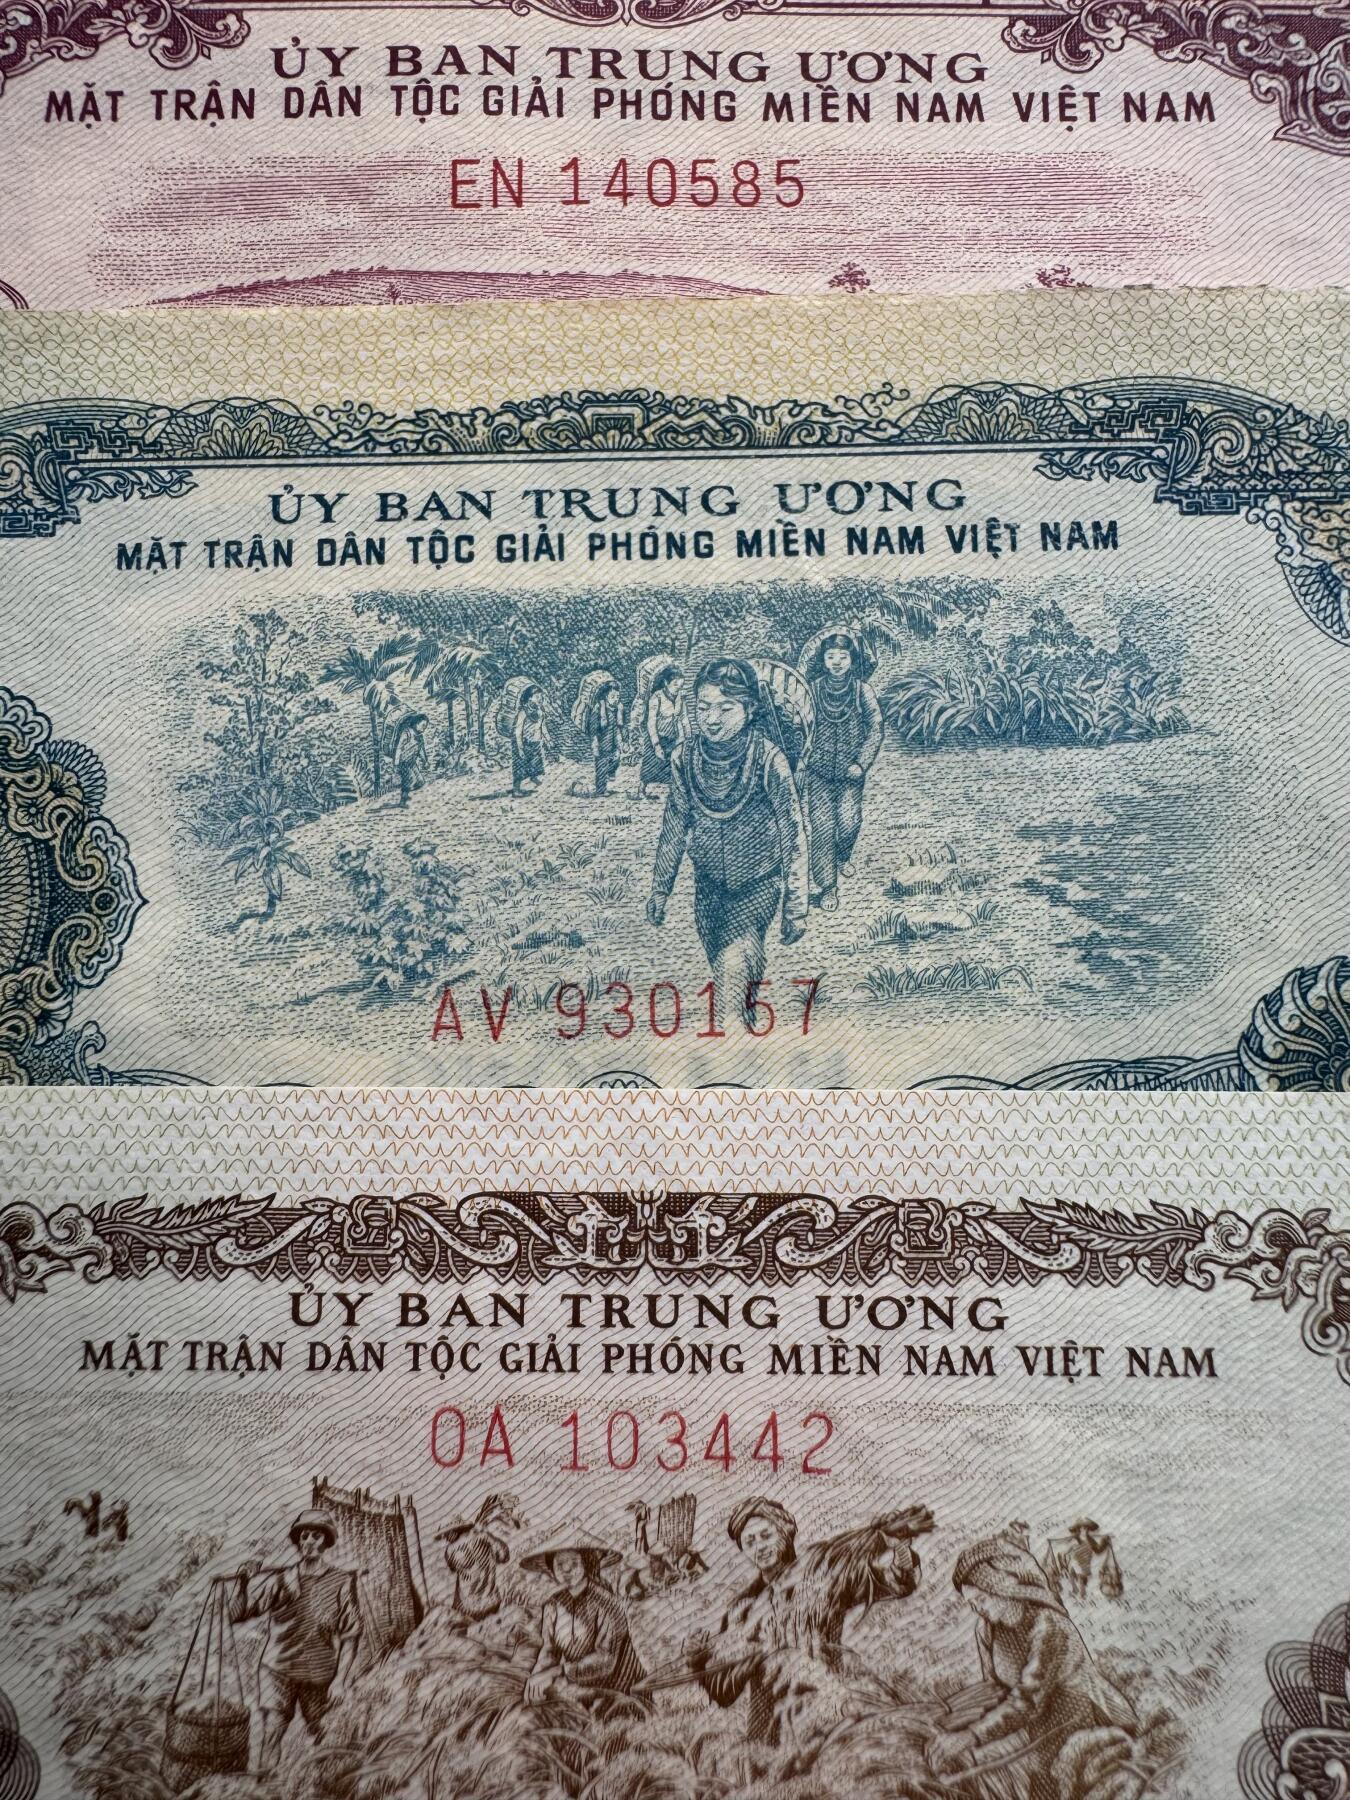 ỦY BAN TRUNG ƯƠNG
MẶT TRẬN DÂN TỘC GIẢI PHÓNG MIỀN NAM VIỆT NAM
EN 140585
ỦY BAN TRUNG ƯƠNG
MẶT TRẬN DÂN TỘC GIẢI PHÓNG MIỀN NAM VIỆT NAM
AV 930157
ỦY BAN TRUNG ƯƠNG
MẶT TRẬN DÂN TỘC GIẢI PHÓNG MIỀN NAM VIỆT NAM
OA 103442